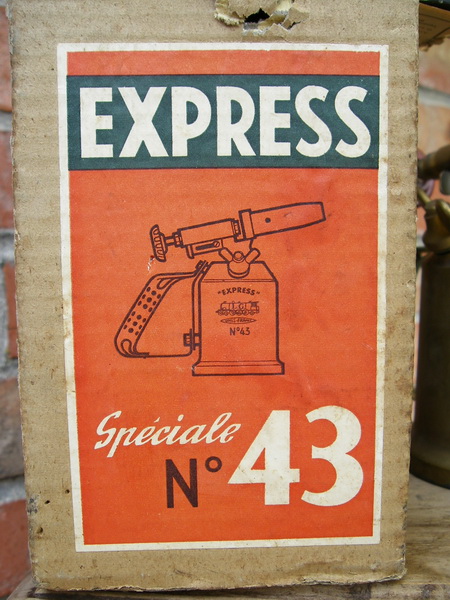 EXPRESS
"EXPRESS"
N°43
Spéciale
N° 43